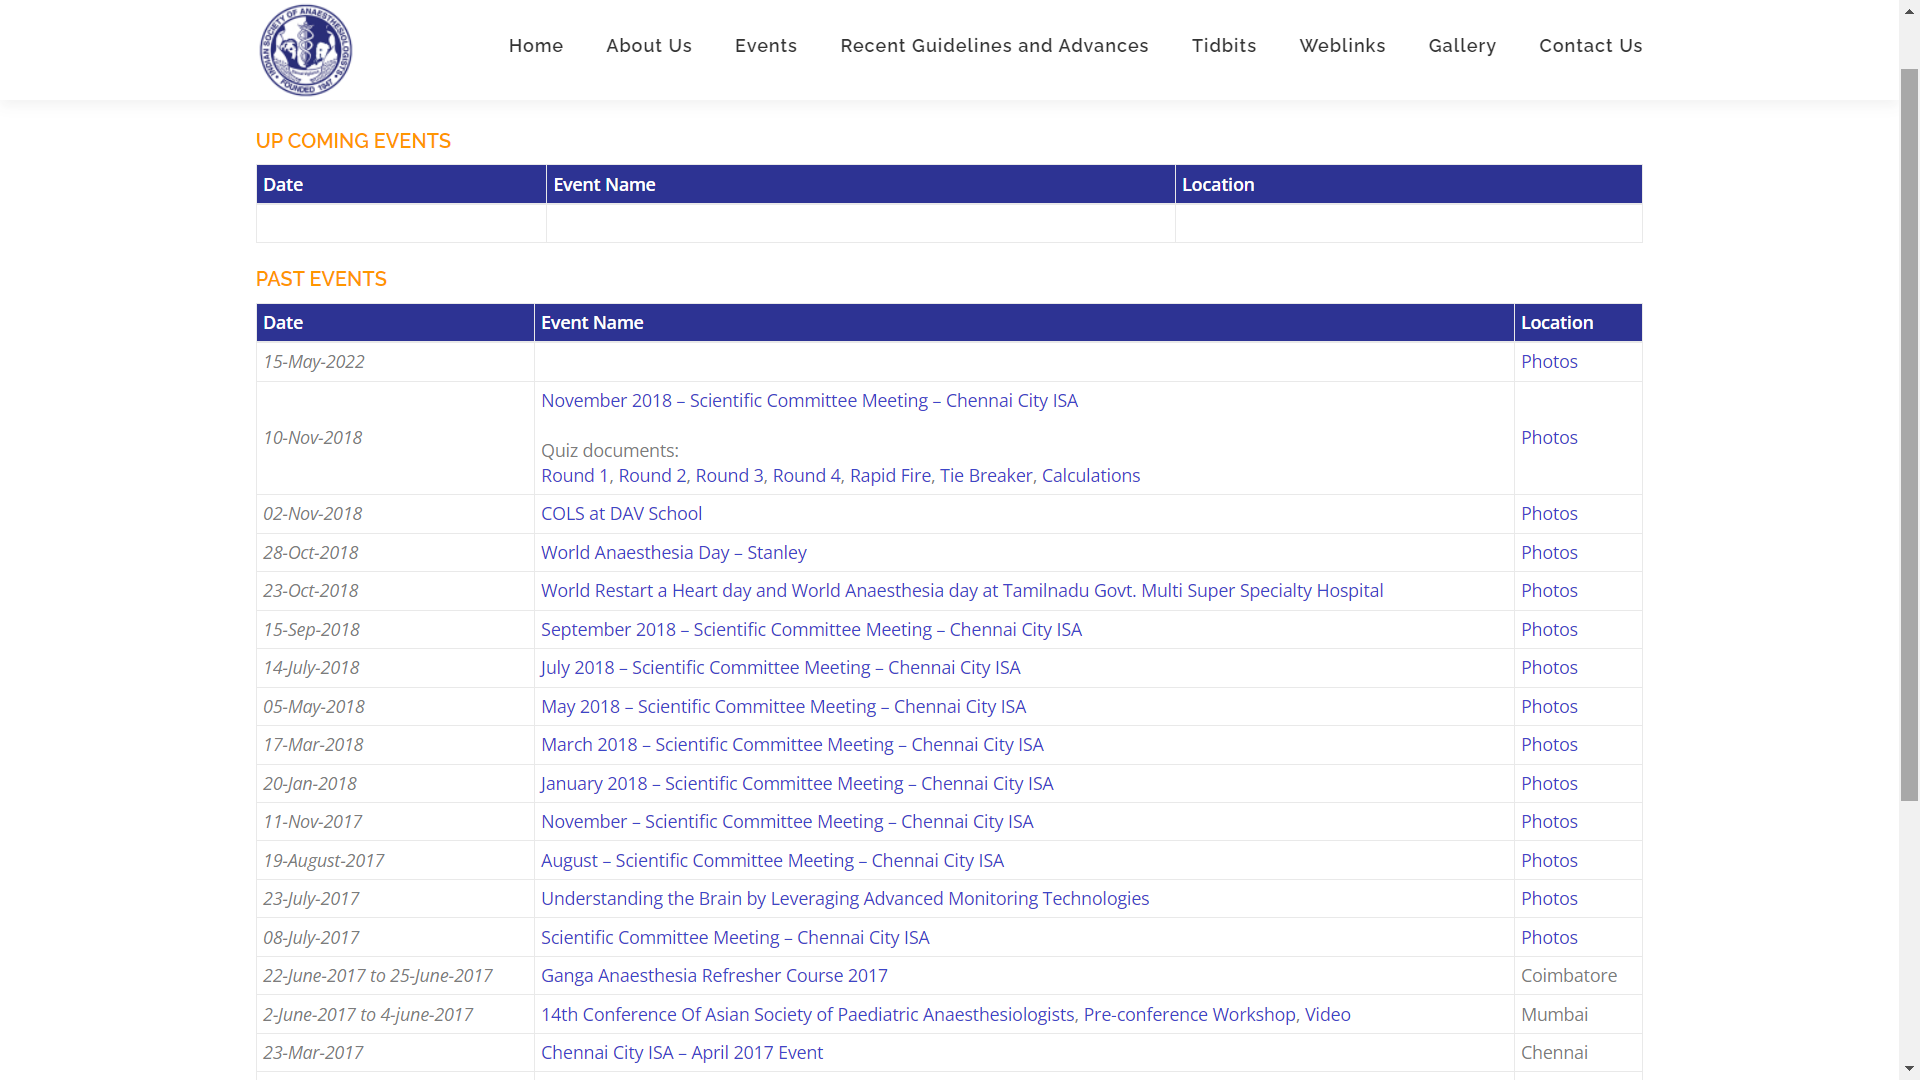 INDIAN SOCIETY OF ANAESTHESIOLOGISTS
FOUNDED 1947
Home About Us Events Recent Guidelines and Advances Tidbits Weblinks Gallery Contact Us
UP COMING EVENTS
Date Event Name Location
PAST EVENTS
Date Event Name Location
15-May-2022 Photos
November 2018 – Scientific Committee Meeting – Chennai City ISA
10-Nov-2018 Photos
Quiz documents:
Round 1, Round 2, Round 3, Round 4, Rapid Fire, Tie Breaker, Calculations
02-Nov-2018 COLS at DAV School Photos
28-Oct-2018 World Anaesthesia Day – Stanley Photos
23-Oct-2018 World Restart a Heart day and World Anaesthesia day at Tamilnadu Govt. Multi Super Specialty Hospital Photos
15-Sep-2018 September 2018 – Scientific Committee Meeting – Chennai City ISA Photos
14-July-2018 July 2018 – Scientific Committee Meeting – Chennai City ISA Photos
05-May-2018 May 2018 – Scientific Committee Meeting – Chennai City ISA Photos
17-Mar-2018 March 2018 – Scientific Committee Meeting – Chennai City ISA Photos
20-Jan-2018 January 2018 – Scientific Committee Meeting – Chennai City ISA Photos
11-Nov-2017 November – Scientific Committee Meeting – Chennai City ISA Photos
19-August-2017 August – Scientific Committee Meeting – Chennai City ISA Photos
23-July-2017 Understanding the Brain by Leveraging Advanced Monitoring Technologies Photos
08-July-2017 Scientific Committee Meeting – Chennai City ISA Photos
22-June-2017 to 25-June-2017 Ganga Anaesthesia Refresher Course 2017 Coimbatore
2-June-2017 to 4-june-2017 14th Conference Of Asian Society of Paediatric Anaesthesiologists, Pre-conference Workshop, Video Mumbai
23-Mar-2017 Chennai City ISA – April 2017 Event Chennai